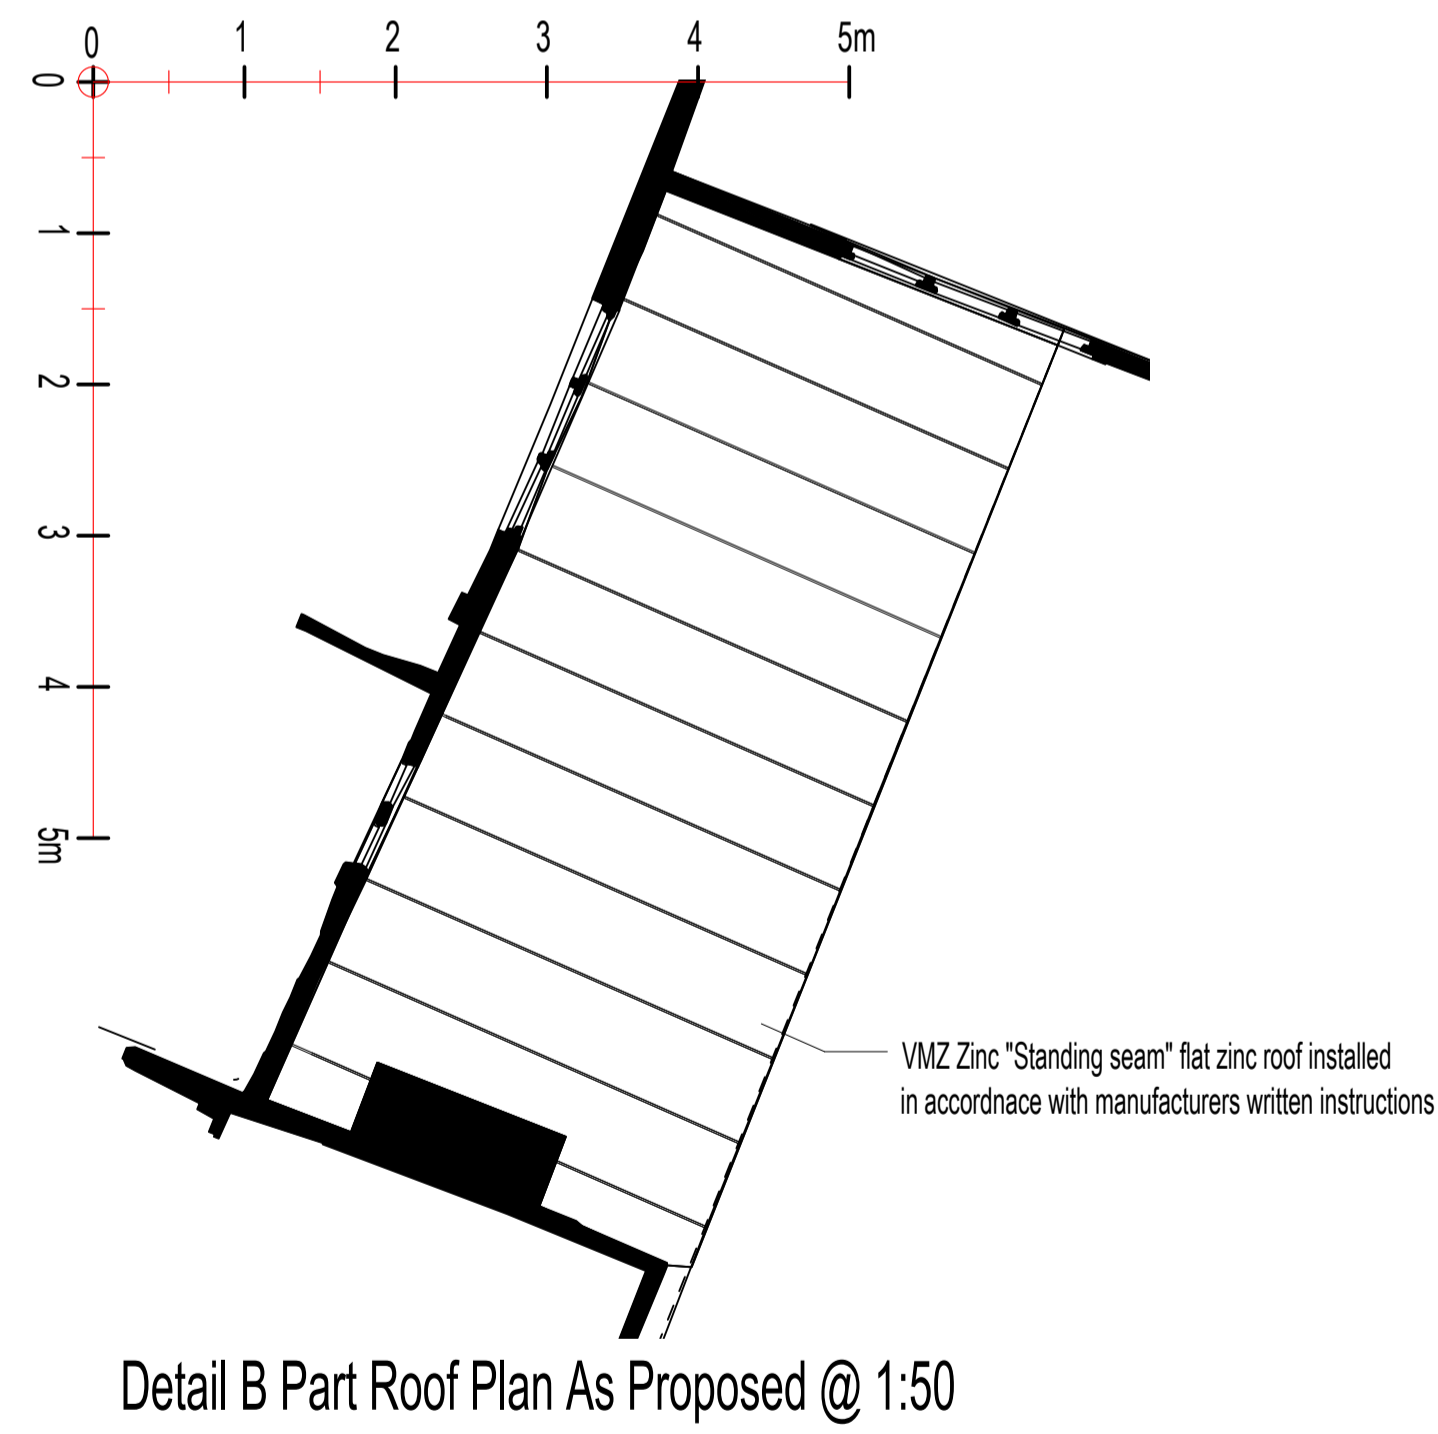 0 1 2 3 4 5m
0
1
2
3
4
5m
VMZ Zinc "Standing seam" flat zinc roof installed
in accordnace with manufacturers written instructions
Detail B Part Roof Plan As Proposed @ 1:50